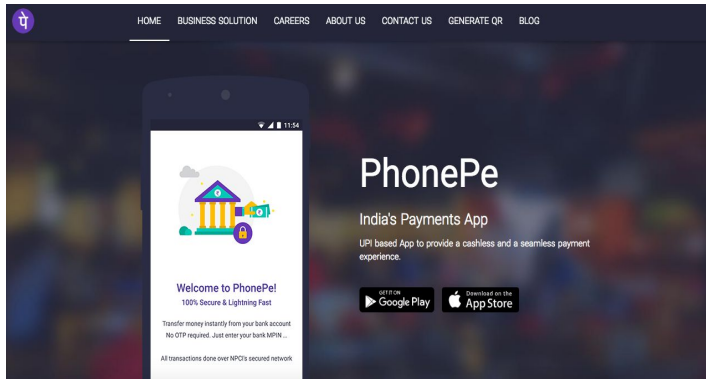 पे
HOME BUSINESS SOLUTION CAREERS ABOUT US CONTACT US GENERATE QR BLOG
11:54
PhonePe
India's Payments App
UPI based App to provide a cashless and a seamless payment
experience.
GET IT ON
Google Play
Download on the
App Store
Welcome to PhonePe!
100% Secure & Lightning Fast
Transfer money instantly from your bank account
No OTP required. Just enter your bank MPIN ...
All transactions done over NPCI's secured network